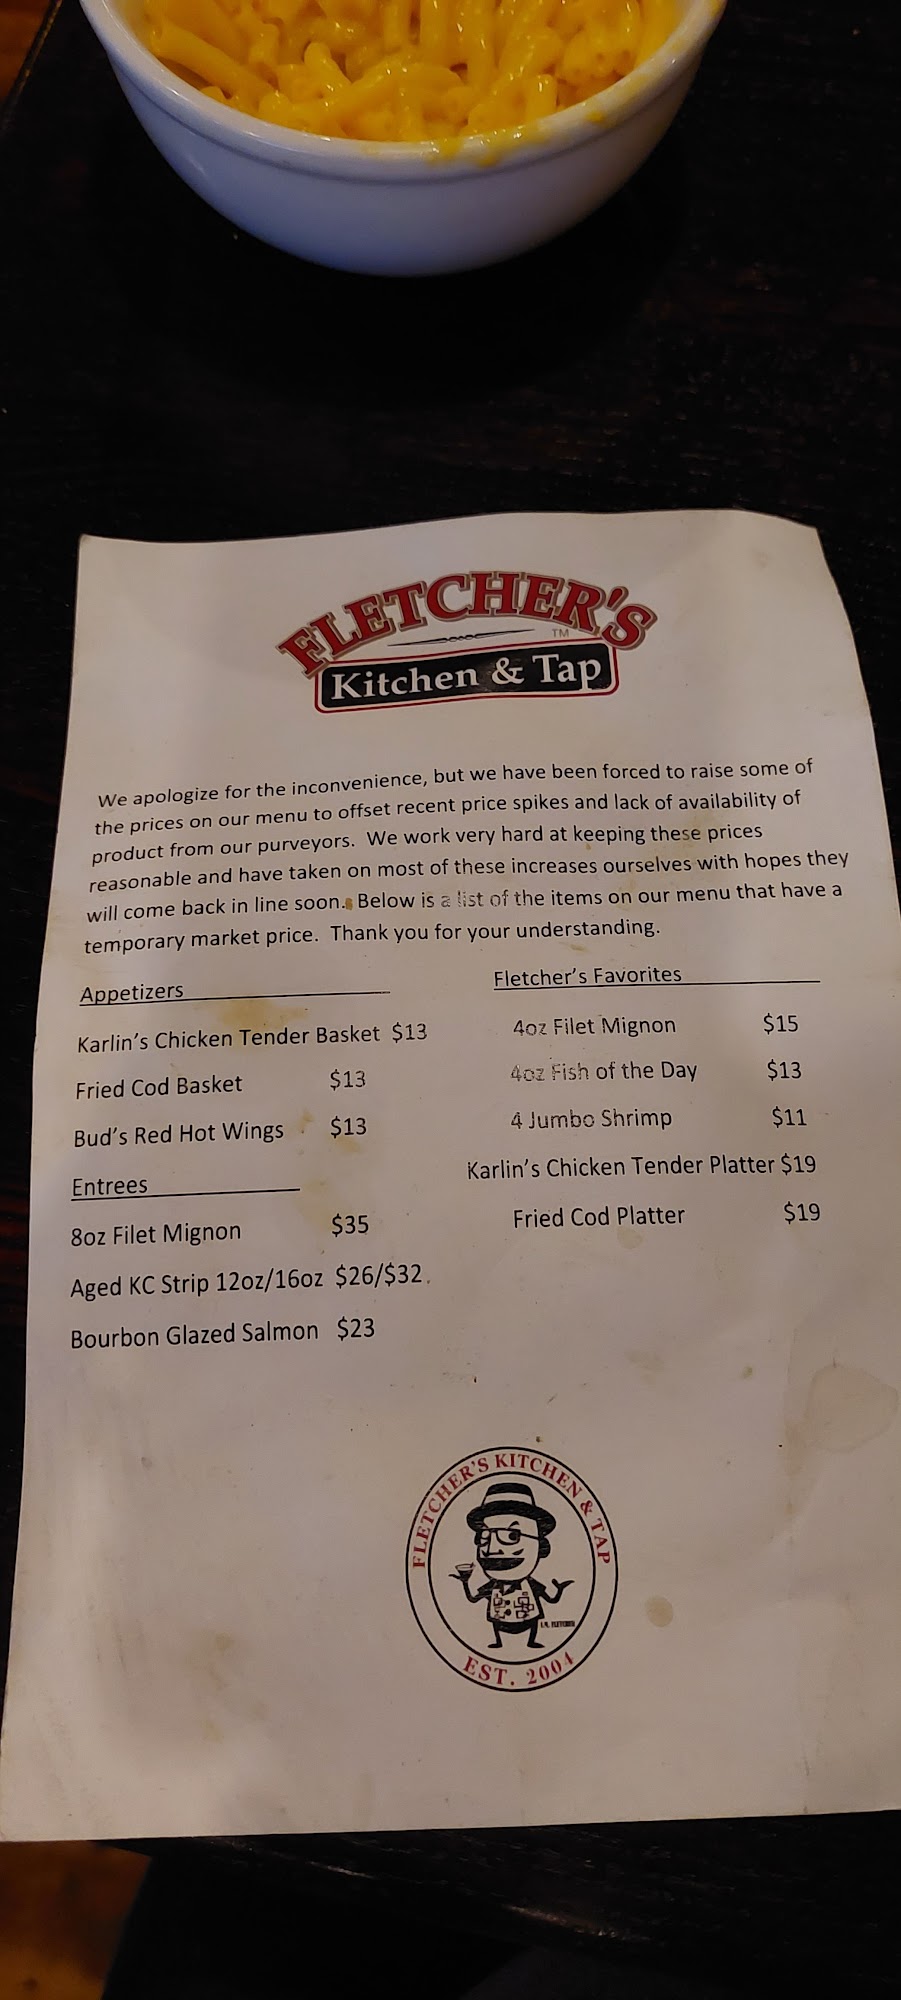 FLETCHER'S
TM
Kitchen & Tap
We apologize for the inconvenience, but we have been forced to raise some of
the prices on our menu to offset recent price spikes and lack of availability of
product from our purveyors. We work very hard at keeping these prices
reasonable and have taken on most of these increases ourselves with hopes they
will come back in line soon. Below is a list of the items on our menu that have a
temporary market price. Thank you for your understanding.
Appetizers
Karlin's Chicken Tender Basket $13
Fried Cod Basket $13
Bud's Red Hot Wings $13
Entrees
8oz Filet Mignon $35
Aged KC Strip 12oz/16oz $26/$32
Bourbon Glazed Salmon $23
Fletcher's Favorites
4oz Filet Mignon $15
4oz Fish of the Day $13
4 Jumbo Shrimp $11
Karlin's Chicken Tender Platter $19
Fried Cod Platter $19
FLETCHER'S KITCHEN & TAP
EST. 2004